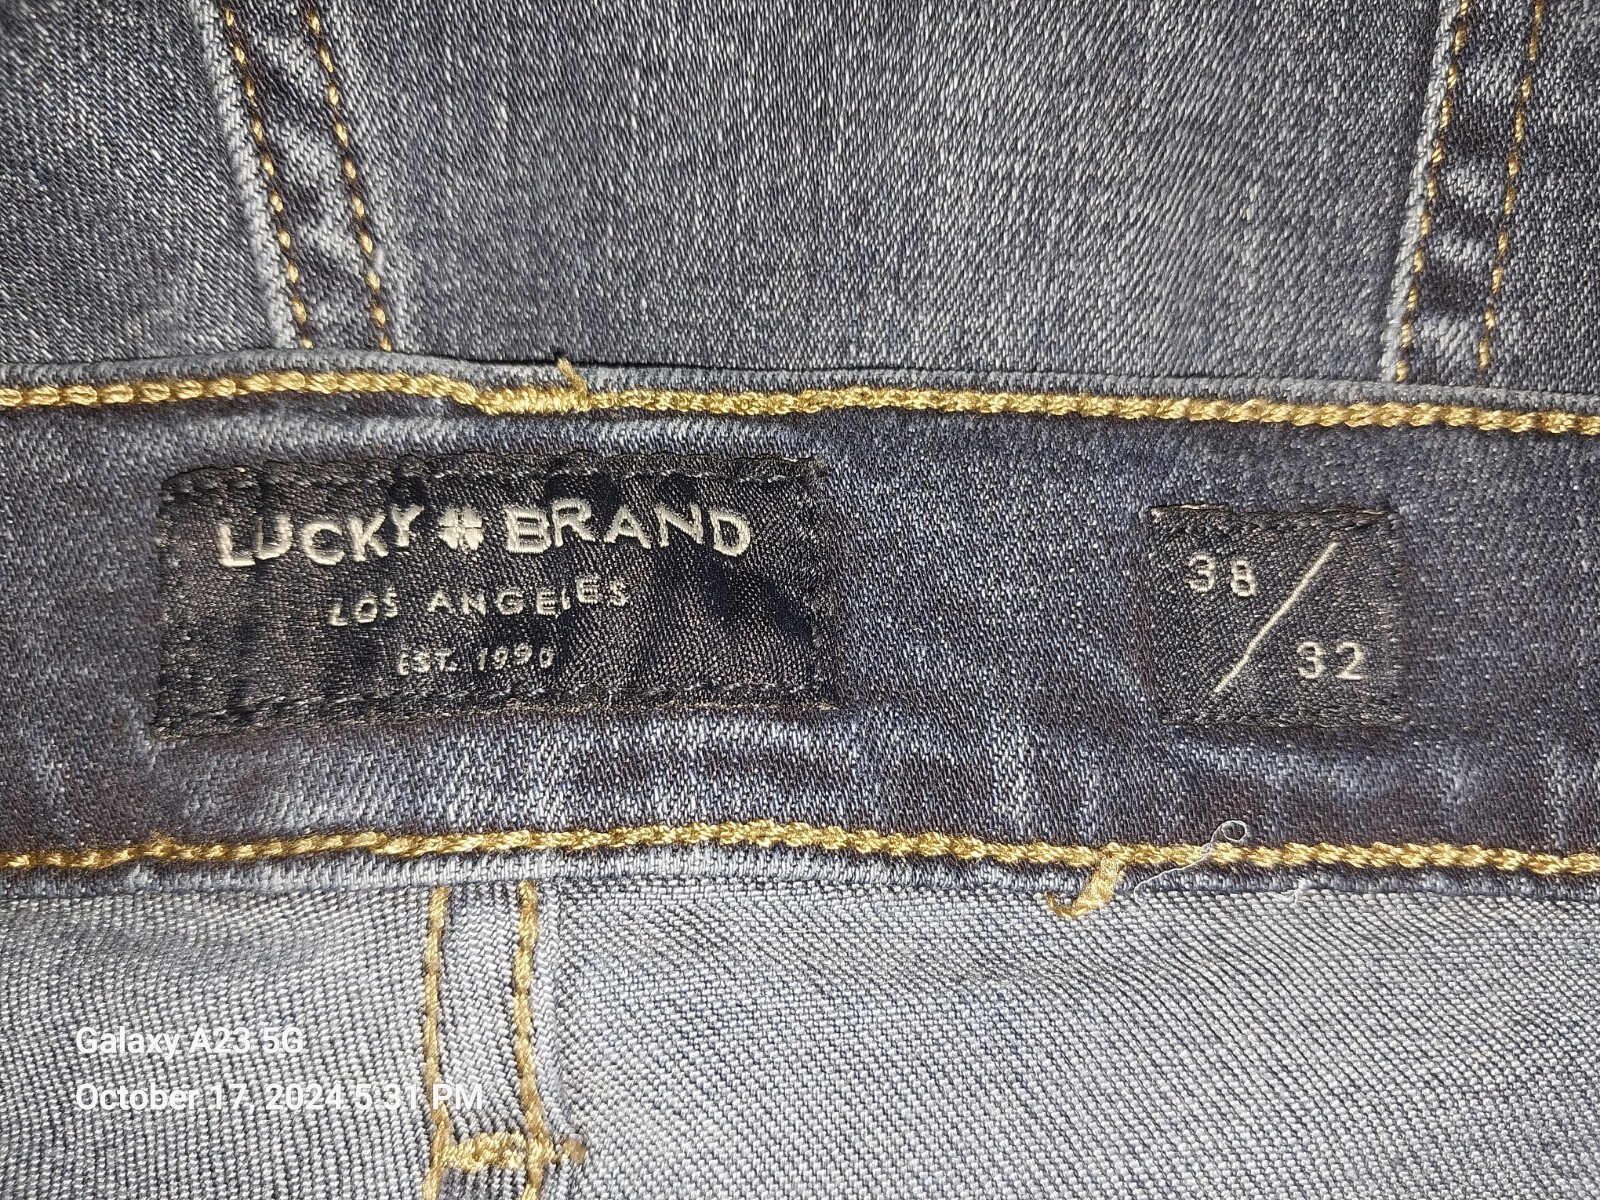 LUCKY BRAND
LOS ANGELES
EST. 1990
38/32
Galaxy A23 5G
October 17, 2024 5:31 PM